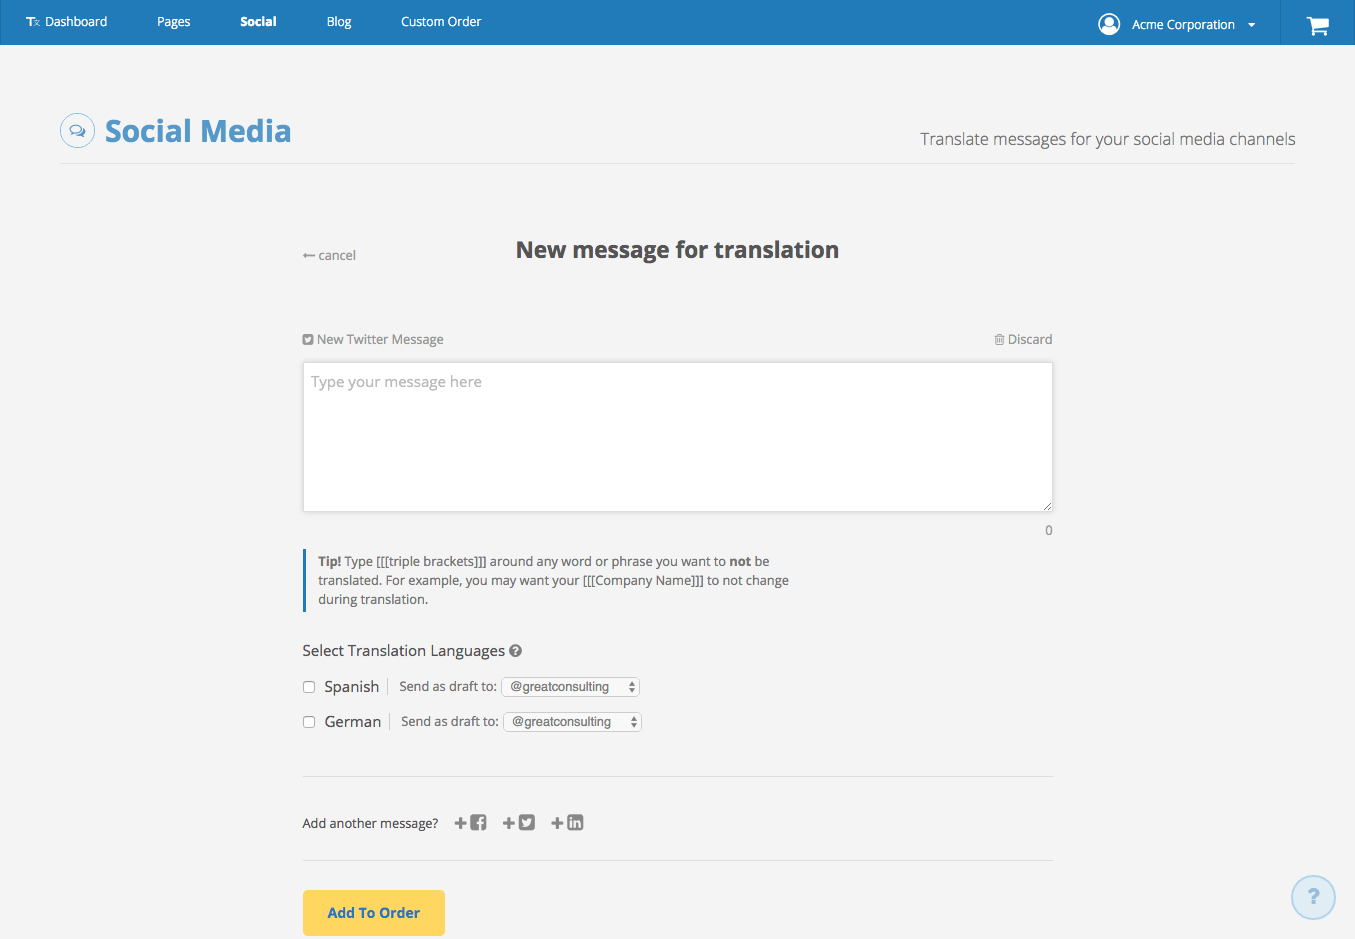 Dashboard Pages Social Blog Custom Order Acme Corporation
Social Media
Translate messages for your social media channels
cancel
New message for translation
New Twitter Message
Discard
Type your message here
0
Tip! Type [[[triple brackets]]] around any word or phrase you want to not be
translated. For example, you may want your [[[Company Name]]] to not change
during translation.
Select Translation Languages ?
Spanish Send as draft to: @greatconsulting
German Send as draft to: @greatconsulting
Add another message?
Add To Order
?